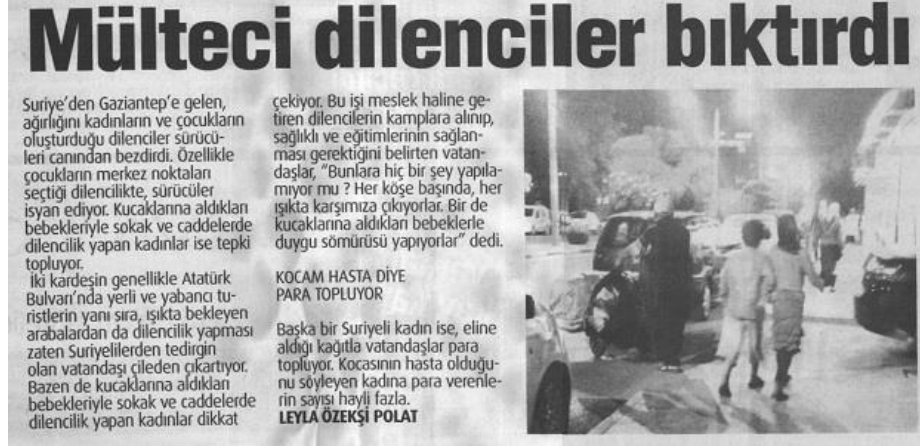 Mülteci dilenciler bıktırdı
Suriye’den Gaziantep’e gelen,
ağırlığını kadınların ve çocukların
oluşturduğu dilenciler sürücü-
leri canından bezdirdi. Özellikle
çocukların merkez noktaları
seçtiği dilencilikte, sürücüler
isyan ediyor. Kucaklarına aldıkları
bebekleriyle sokak ve caddelerde
dilencilik yapan kadınlar ise tepki
topluyor.
İki kardeşin genellikle Atatürk
Bulvarı’nda yerli ve yabancı tu-
ristlerin yanı sıra, ışıkta bekleyen
arabalardan da dilencilik yapması
zaten Suriyelilerden tedirgin
olan vatandaşı çileden çıkartıyor.
Bazen de kucaklarına aldıkları
bebekleriyle sokak ve caddelerde
dilencilik yapan kadınlar dikkat
çekiyor. Bu işi meslek haline ge-
tiren dilencilerin kamplara alınıp,
sağlıklı ve eğitimlerinin sağlan-
ması gerektiğini belirten vatan-
daşlar, “Bunlara hiç bir şey yapıla-
mıyor mu ? Her köşe başında, her
ışıkta karşımıza çıkıyorlar. Bir de
kucaklarına aldıkları bebeklerle
duygu sömürüsü yapıyorlar” dedi.
KOCAM HASTA DİYE
PARA TOPLUYOR
Başka bir Suriyeli kadın ise, eline
aldığı kağıtla vatandaşlar para
topluyor. Kocasının hasta olduğu-
nu söyleyen kadına para verenle-
rin sayısı hayli fazla.
LEYLA ÖZEKŞİ POLAT